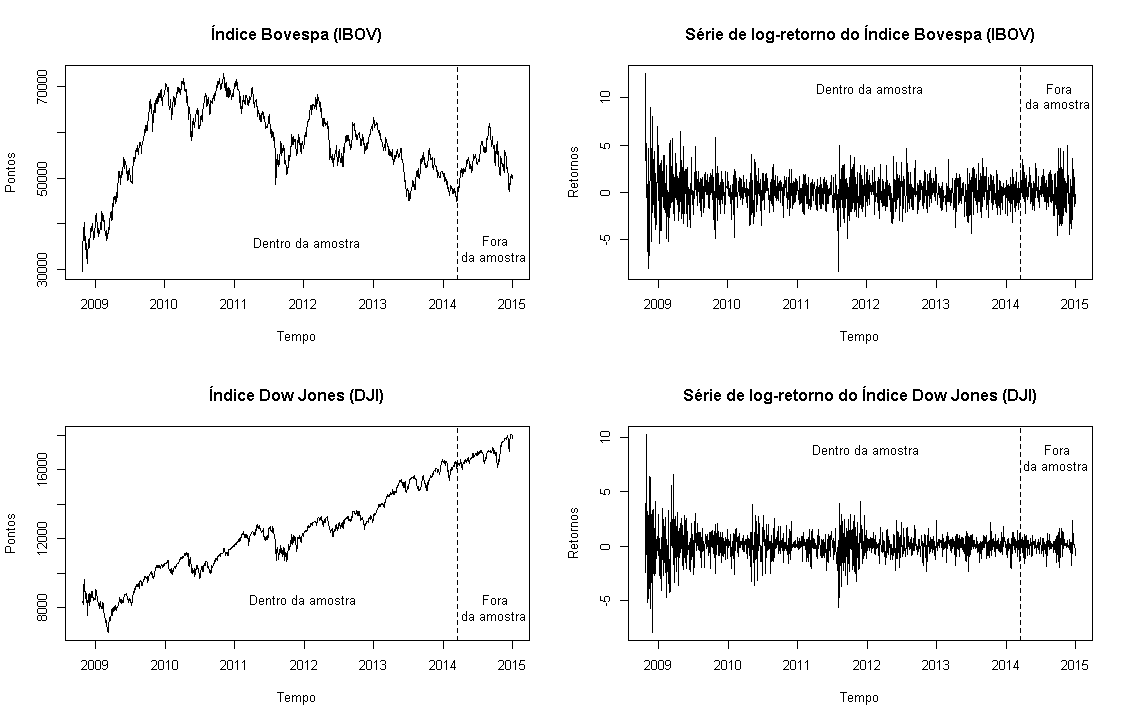 Índice Bovespa (IBOV)
Pontos
70000
50000
30000
Dentro da amostra
Fora
da amostra
2009 2010 2011 2012 2013 2014 2015
Tempo
Série de log-retorno do Índice Bovespa (IBOV)
Retornos
10
5
0
-5
Dentro da amostra
Fora
da amostra
2009 2010 2011 2012 2013 2014 2015
Tempo
Índice Dow Jones (DJI)
Pontos
16000
12000
8000
Dentro da amostra
Fora
da amostra
2009 2010 2011 2012 2013 2014 2015
Tempo
Série de log-retorno do Índice Dow Jones (DJI)
Retornos
10
5
0
-5
Dentro da amostra
Fora
da amostra
2009 2010 2011 2012 2013 2014 2015
Tempo